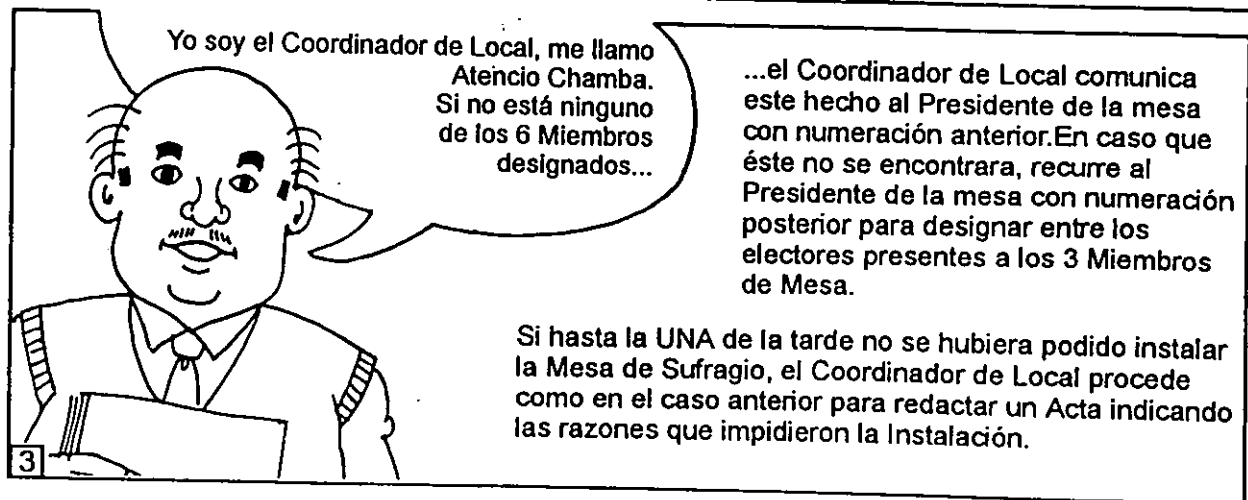 Yo soy el Coordinador de Local, me llamo
Atencio Chamba.
Si no está ninguno
de los 6 Miembros
designados...
...el Coordinador de Local comunica
este hecho al Presidente de la mesa
con numeración anterior.En caso que
éste no se encontrara, recurre al
Presidente de la mesa con numeración
posterior para designar entre los
electores presentes a los 3 Miembros
de Mesa.
Si hasta la UNA de la tarde no se hubiera podido instalar
la Mesa de Sufragio, el Coordinador de Local procede
como en el caso anterior para redactar un Acta indicando
las razones que impidieron la Instalación.
3